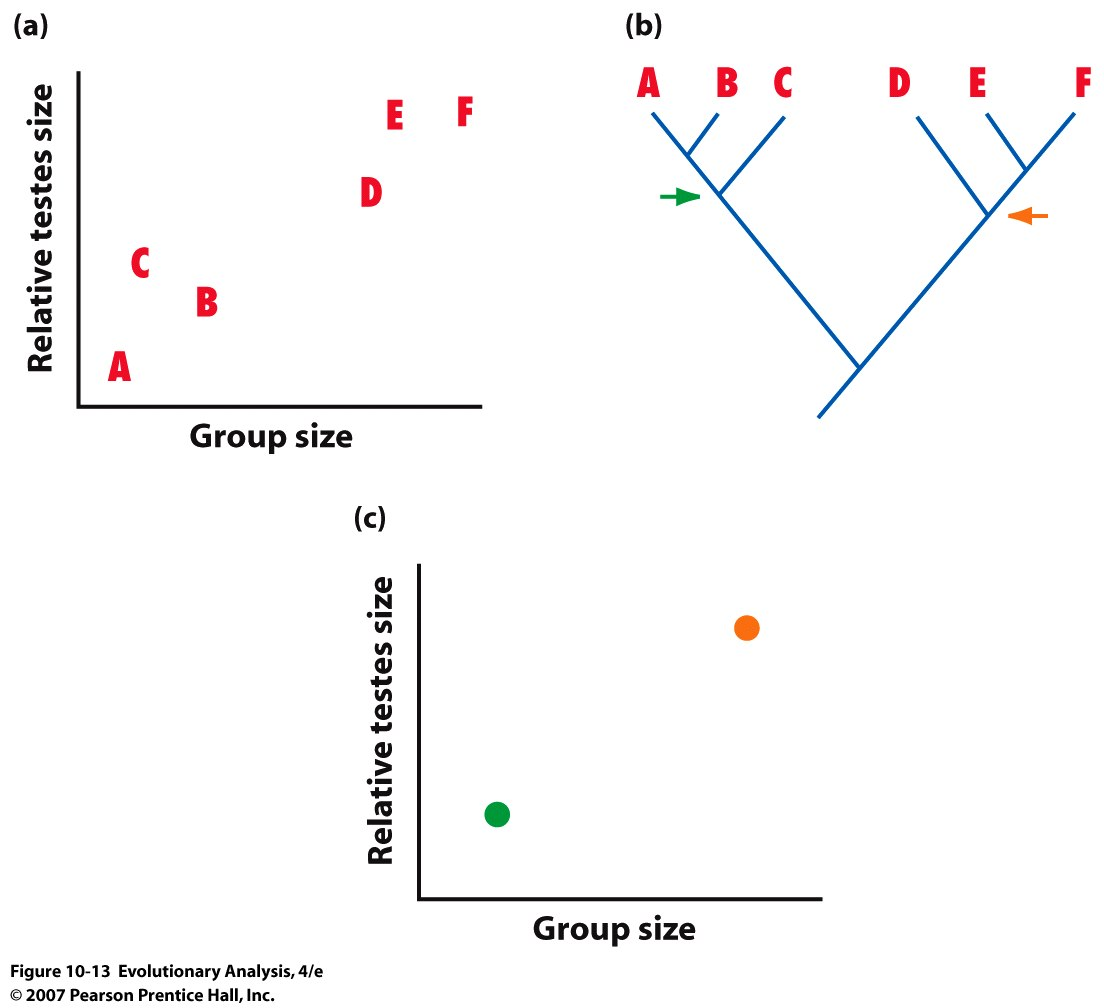 (a)
Relative testes size
E F
D
C
B
A
Group size
(b)
A B C D E F
(c)
Relative testes size
Group size
Figure 10-13 Evolutionary Analysis, 4/e
© 2007 Pearson Prentice Hall, Inc.